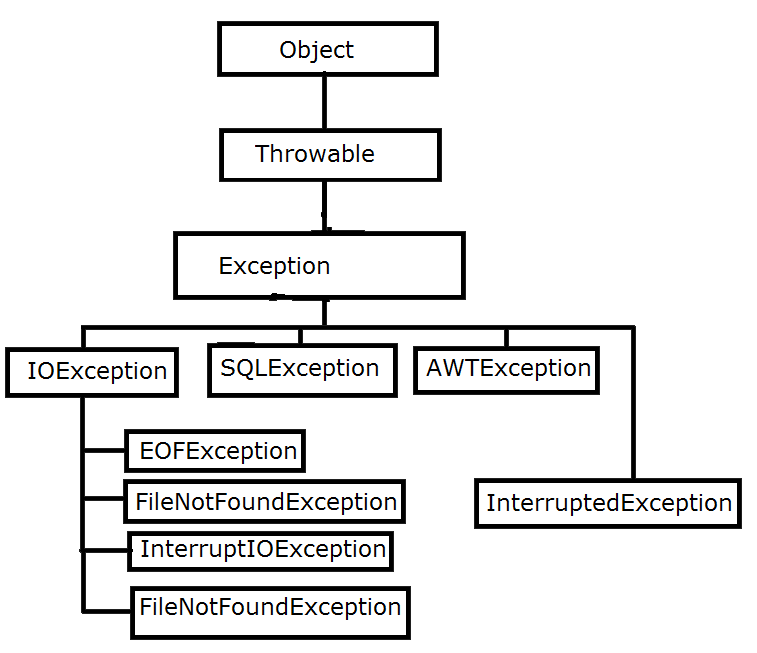 Object
Throwable
Exception
IOException
SQLException
AWTException
EOFException
FileNotFoundException
InterruptedException
InterruptIOException
FileNotFoundException